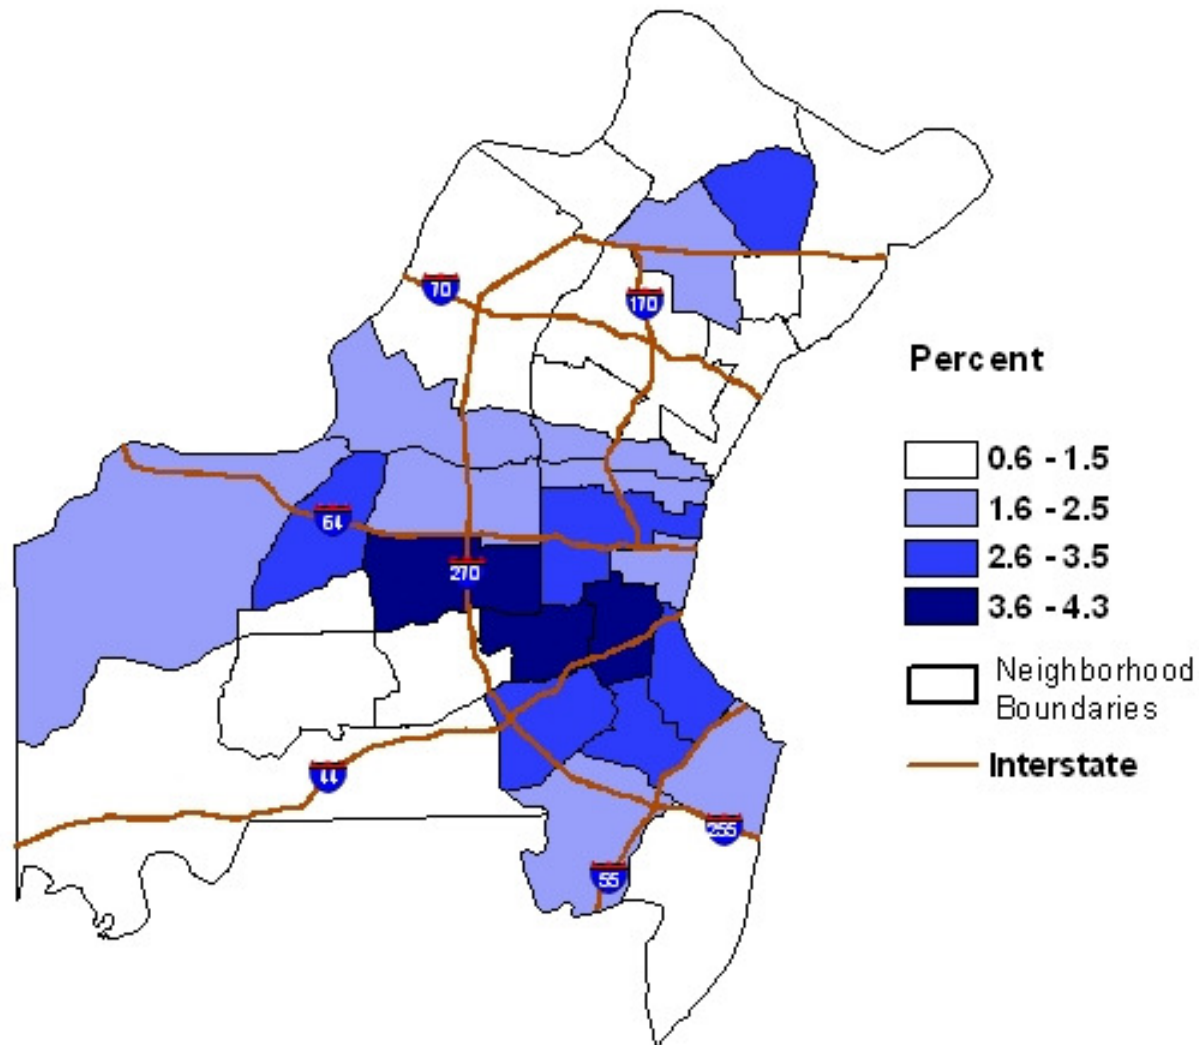 70
170
Percent
0.6 - 1.5
64
1.6 - 2.5
270
2.6 - 3.5
3.6 - 4.3
Neighborhood
Boundaries
44
Interstate
255
55